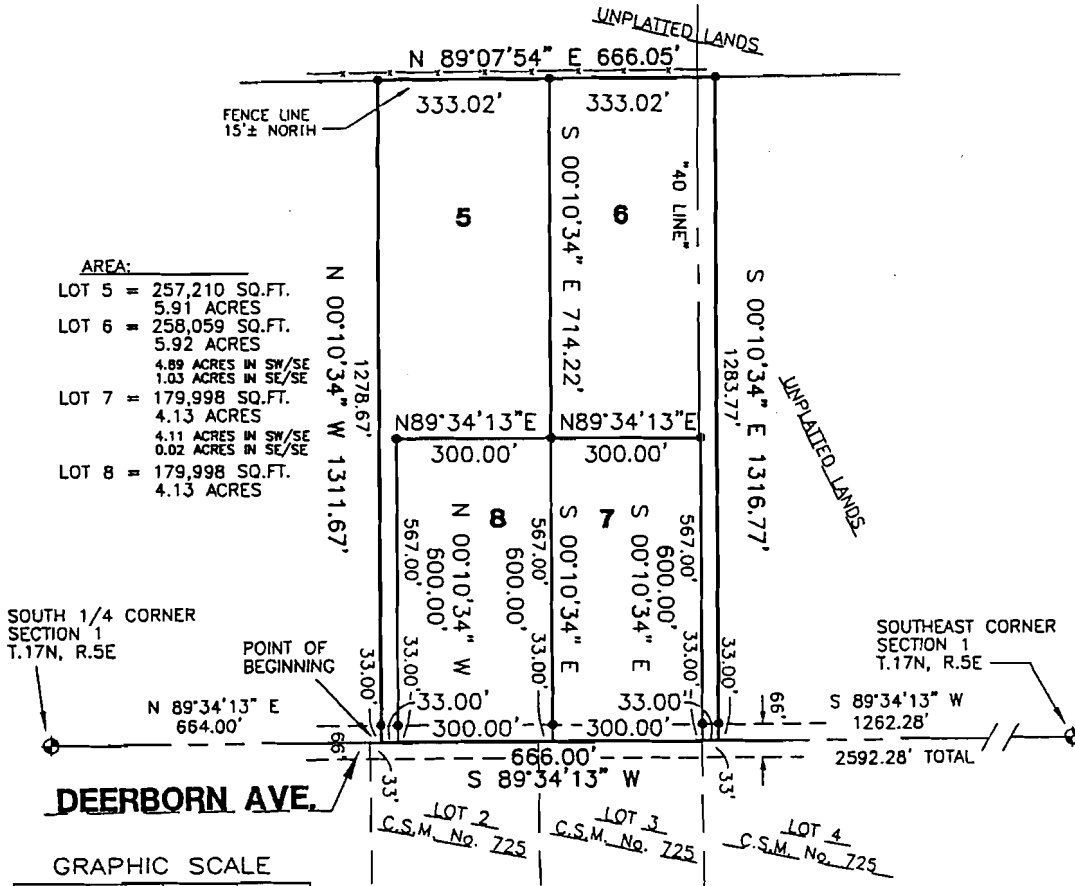 UNPLATTED LANDS
N 89°07'54" E 666.05'
333.02'
333.02'
FENCE LINE
15'± NORTH
S 00°10'34" E 714.22'
"40 LINE"
5
6
AREA:
LOT 5 = 257,210 SQ.FT.
5.91 ACRES
LOT 6 = 258,059 SQ.FT.
5.92 ACRES
4.89 ACRES IN SW/SE
1.03 ACRES IN SE/SE
LOT 7 = 179,998 SQ.FT.
4.13 ACRES
4.11 ACRES IN SW/SE
0.02 ACRES IN SE/SE
LOT 8 = 179,998 SQ.FT.
4.13 ACRES
N 00°10'34" W 1311.67'
1278.67'
S 00°10'34" E 1316.77'
1283.77'
UNPLATTED LANDS
N89°34'13"E
N89°34'13"E
300.00'
300.00'
8
7
567.00'
600.00'
N 00°10'34" W
600.00'
567.00'
S 00°10'34" E
S 00°10'34" E
600.00'
567.00'
SOUTH 1/4 CORNER
SECTION 1
T.17N, R.5E
POINT OF
BEGINNING
SOUTHEAST CORNER
SECTION 1
T.17N, R.5E
33.00'
33.00'
33.00'
33.00'
33.00'
33.00'
33.00'
66'
N 89°34'13" E
664.00'
300.00'
300.00'
S 89°34'13" W
1262.28'
2592.28' TOTAL
66'
666.00'
S 89°34'13" W
33'
33'
DEERBORN AVE.
LOT 2
C.S.M. No. 725
LOT 3
C.S.M. No. 725
LOT 4
C.S.M. No. 725
GRAPHIC SCALE